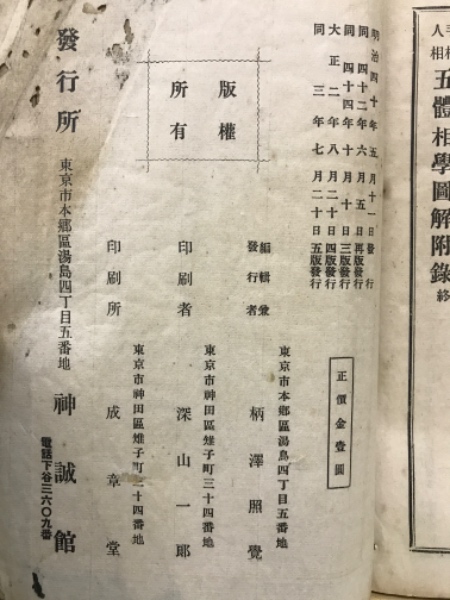 人相
五體相學圖解附錄 終
明治四十年五月十一日發行
同四十二年六月五日再版發行
同四十四年十月十日三版發行
大正二年八月二十日四版發行
同三年七月二十日五版發行
正價金壹圓
版權
所有
東京市本鄕區湯島四丁目五番地
編輯兼
發行者
柄澤照覺
東京市神田區雉子町三十四番地
印刷者
深山一郎
東京市神田區雉子町三十四番地
印刷所
成章堂
發行所
東京市本鄕區湯島四丁目五番地
神誠館
電話下谷三六〇九番